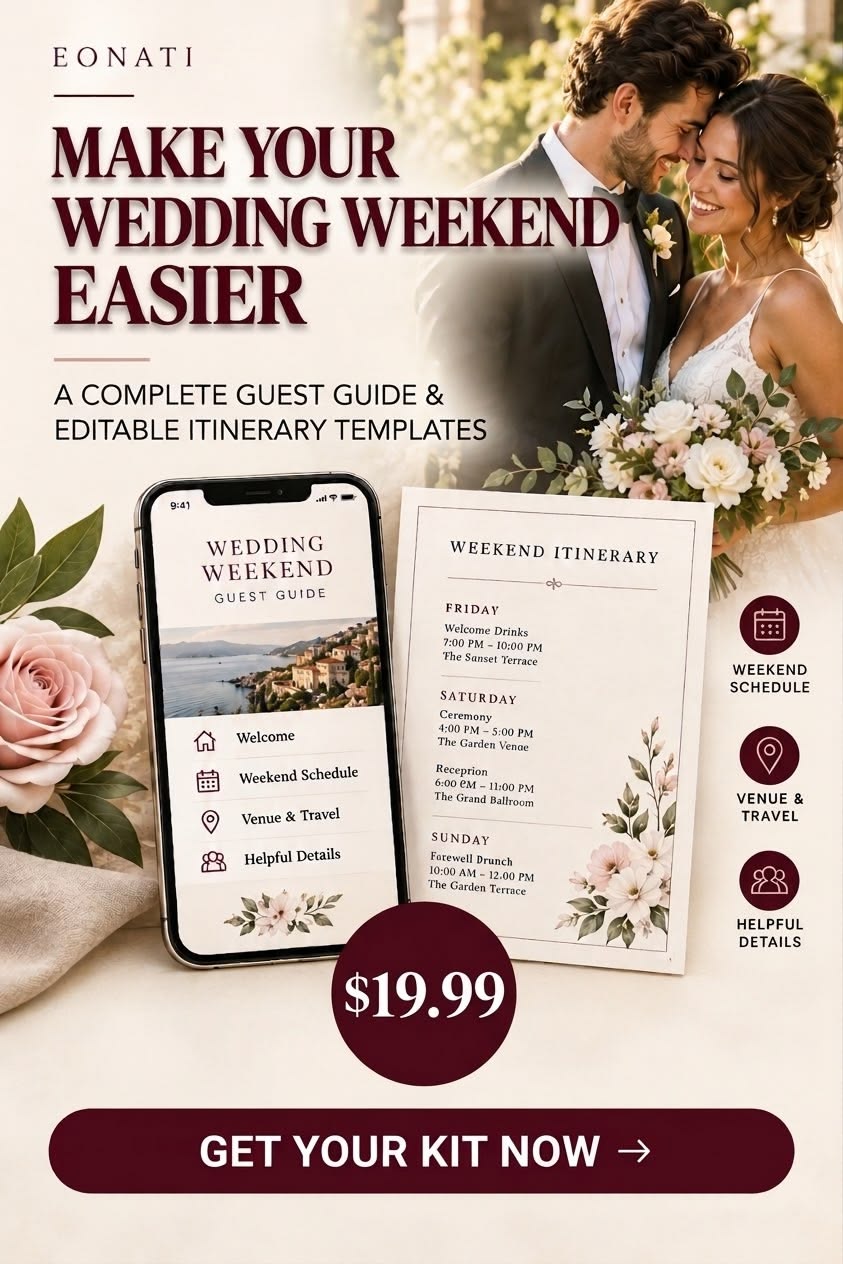 EONATI
MAKE YOUR
WEDDING WEEKEND
EASIER
A COMPLETE GUEST GUIDE &
EDITABLE ITINERARY TEMPLATES
9:41
WEDDING
WEEKEND
GUEST GUIDE
Welcome
Weekend Schedule
Venue & Travel
Helpful Details
WEEKEND ITINERARY
FRIDAY
Welcome Drinks
7:00 PM – 10:00 PM
The Sunset Terrace
SATURDAY
Ceremony
4:00 PM – 5:00 PM
The Garden Venue
Reception
6:00 PM – 11:00 PM
The Grand Ballroom
SUNDAY
Farewell Drunch
10:00 AM – 12.00 PM
The Garden Terrace
WEEKEND
SCHEDULE
VENUE &
TRAVEL
HELPFUL
DETAILS
$19.99
GET YOUR KIT NOW →